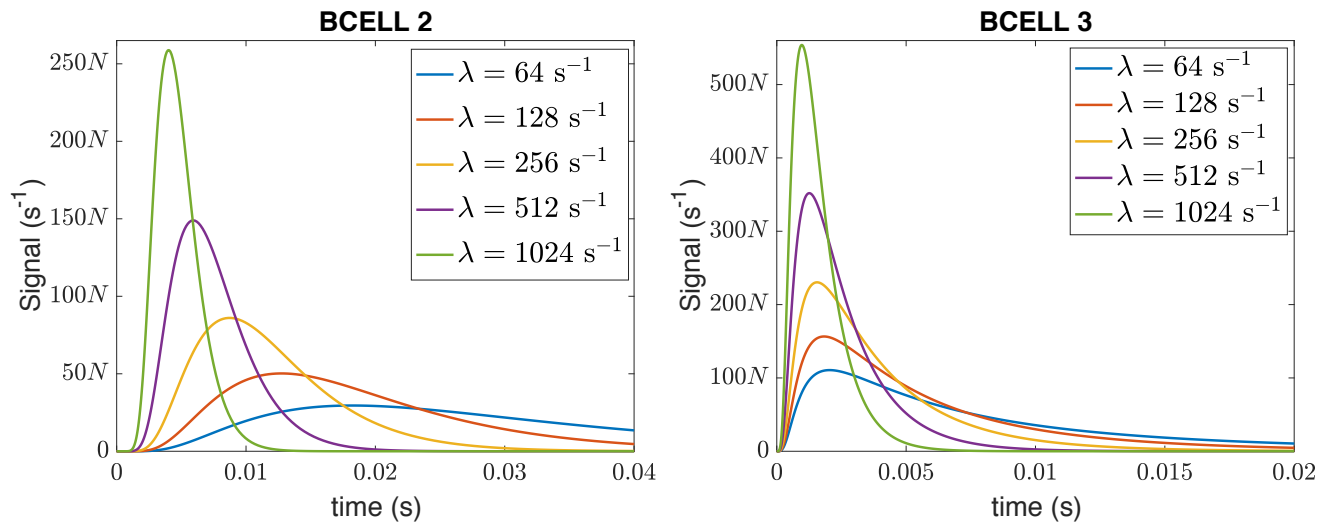 BCELL 2
250N
200N
150N
100N
50N
0
0
0.01
0.02
0.03
0.04
Signal (s⁻¹)
time (s)
λ = 64 s⁻¹
λ = 128 s⁻¹
λ = 256 s⁻¹
λ = 512 s⁻¹
λ = 1024 s⁻¹
BCELL 3
500N
400N
300N
200N
100N
0
0
0.005
0.01
0.015
0.02
Signal (s⁻¹)
time (s)
λ = 64 s⁻¹
λ = 128 s⁻¹
λ = 256 s⁻¹
λ = 512 s⁻¹
λ = 1024 s⁻¹